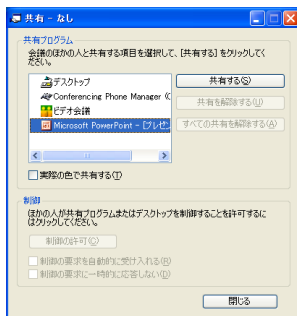 共有 - なし
共有プログラム
会議のほかの人と共有する項目を選択して、[共有する] をクリックしてく
ださい。
デスクトップ
Conferencing Phone Manager (C
ビデオ会議
Microsoft PowerPoint - [プレゼ
共有する(S)
共有を解除する(U)
すべての共有を解除する(A)
実際の色で共有する(T)
制御
ほかの人が共有プログラムまたはデスクトップを制御することを許可するに
はクリックしてください。
制御の許可(C)
制御の要求を自動的に受け入れる(R)
制御の要求に一時的に応答しない(D)
閉じる